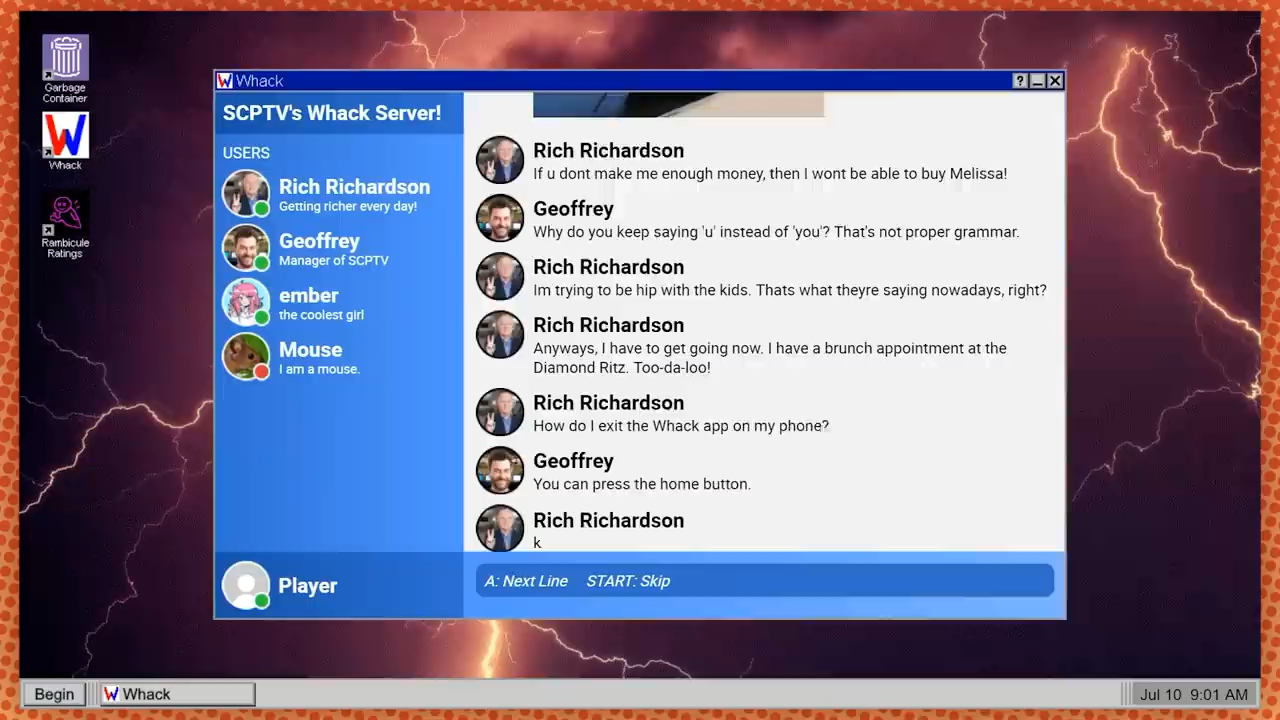 Garbage
Container
Whack
Rambicule
Ratings
Whack
SCPTV's Whack Server!
USERS
Rich Richardson
Getting richer every day!
Geoffrey
Manager of SCPTV
ember
the coolest girl
Mouse
I am a mouse.
Player
Rich Richardson
If u dont make me enough money, then I wont be able to buy Melissa!
Geoffrey
Why do you keep saying 'u' instead of 'you'? That's not proper grammar.
Rich Richardson
Im trying to be hip with the kids. Thats what theyre saying nowadays, right?
Rich Richardson
Anyways, I have to get going now. I have a brunch appointment at the
Diamond Ritz. Too-da-loo!
Rich Richardson
How do I exit the Whack app on my phone?
Geoffrey
You can press the home button.
Rich Richardson
k
A: Next Line START: Skip
Begin
Whack
Jul 10 9:01 AM